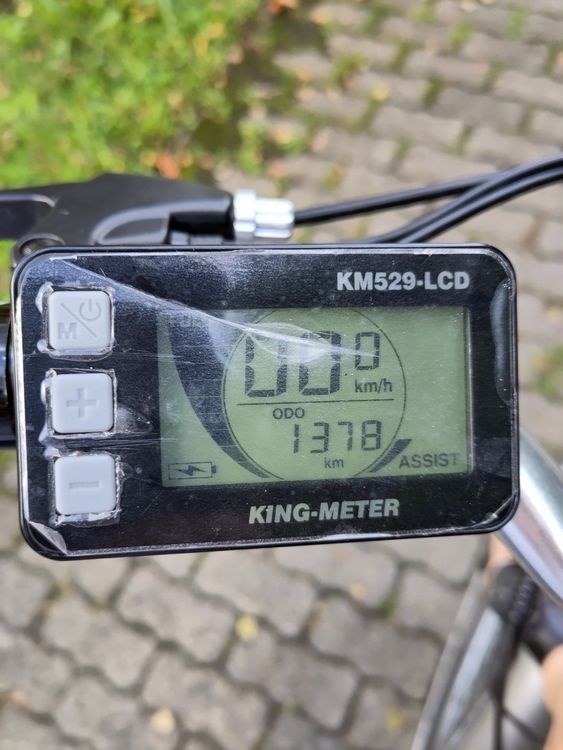 KM529-LCD
M/
+
00 0
km/h
ODO
1378
km
ASSIST
−
KING-METER